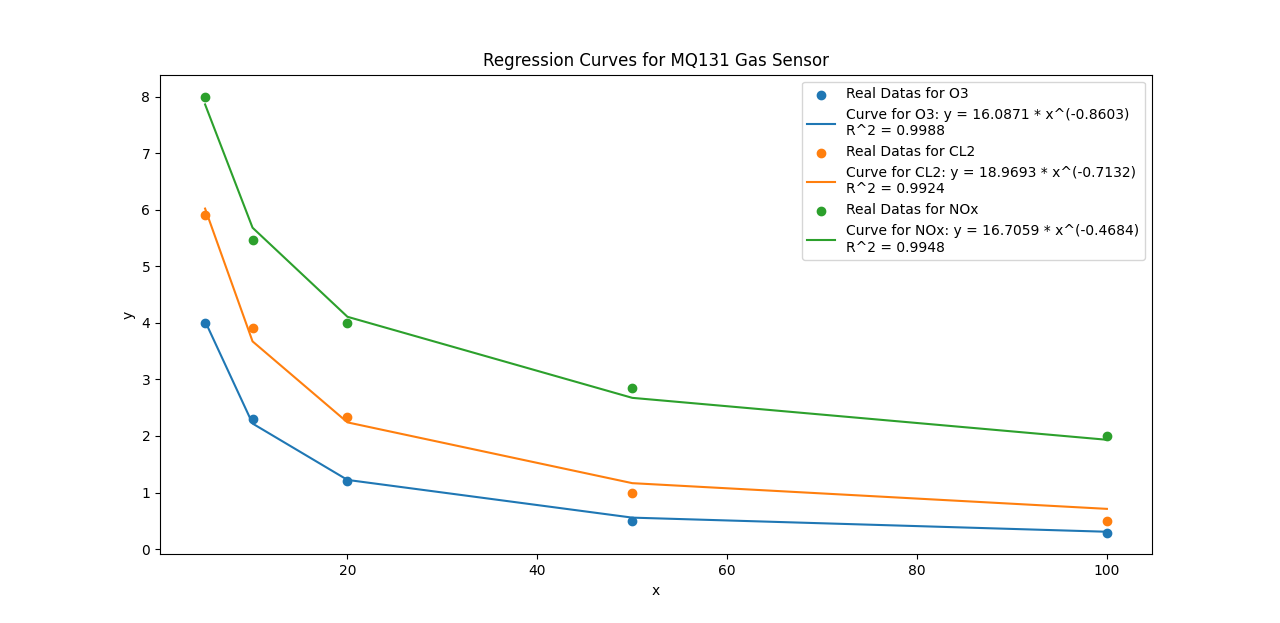 Regression Curves for MQ131 Gas Sensor
Real Datas for O3
Curve for O3: y = 16.0871 * x^(-0.8603)
R^2 = 0.9988
Real Datas for CL2
Curve for CL2: y = 18.9693 * x^(-0.7132)
R^2 = 0.9924
Real Datas for NOx
Curve for NOx: y = 16.7059 * x^(-0.4684)
R^2 = 0.9948
8
7
6
5
4
3
2
1
0
y
20 40 60 80 100
x